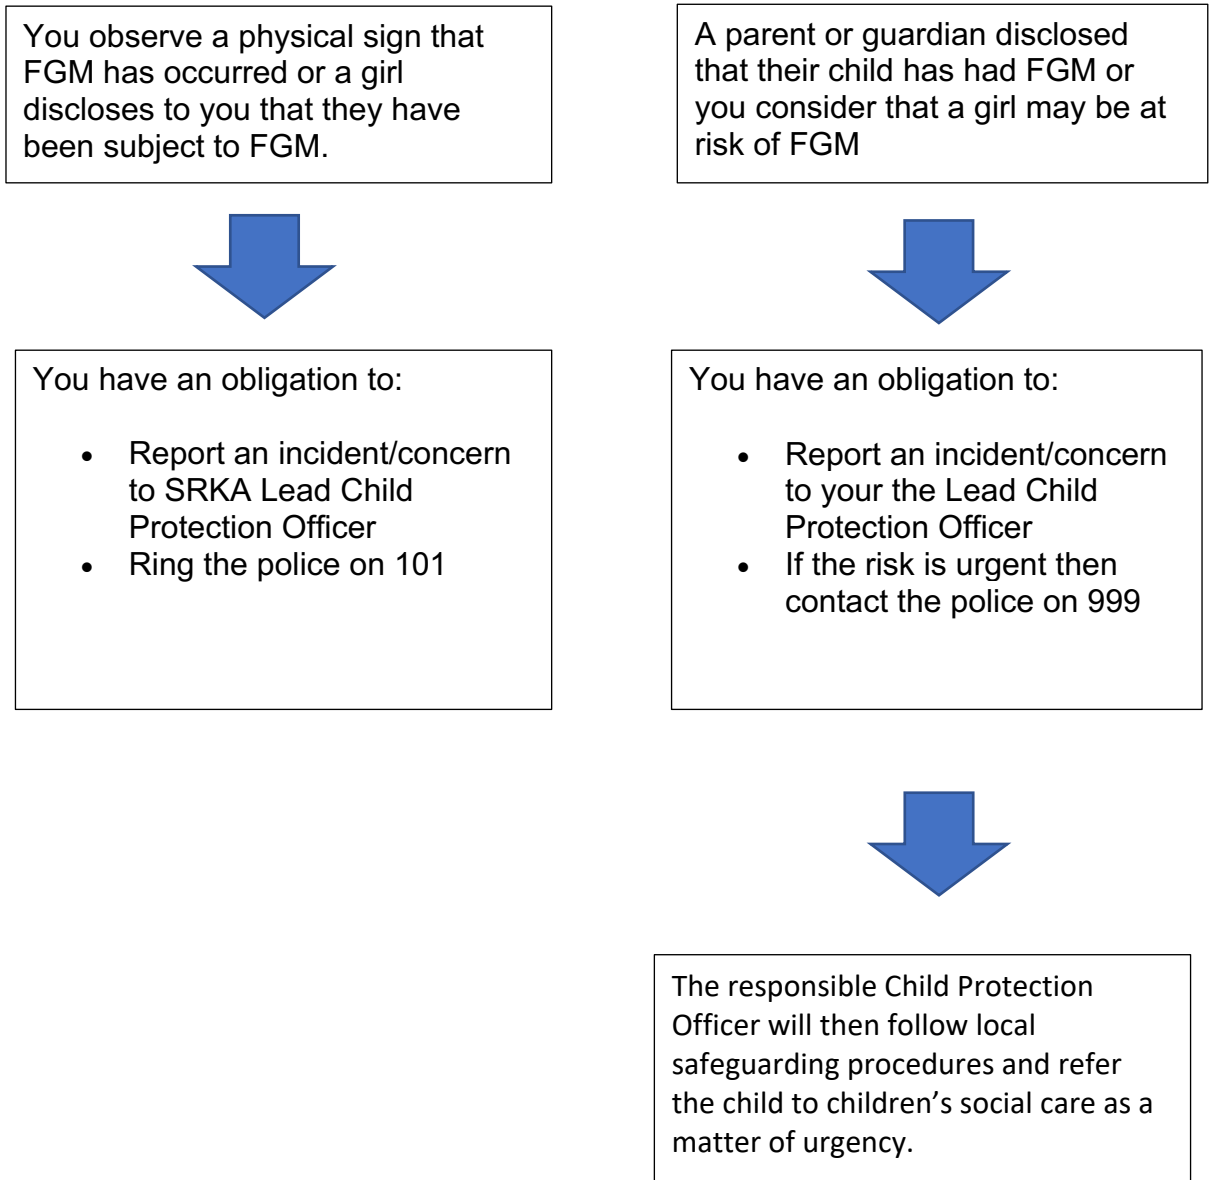 You observe a physical sign that
FGM has occurred or a girl
discloses to you that they have
been subject to FGM.
A parent or guardian disclosed
that their child has had FGM or
you consider that a girl may be at
risk of FGM
You have an obligation to:
• Report an incident/concern
to SRKA Lead Child
Protection Officer
• Ring the police on 101
You have an obligation to:
• Report an incident/concern
to your the Lead Child
Protection Officer
• If the risk is urgent then
contact the police on 999
The responsible Child Protection
Officer will then follow local
safeguarding procedures and refer
the child to children’s social care as a
matter of urgency.